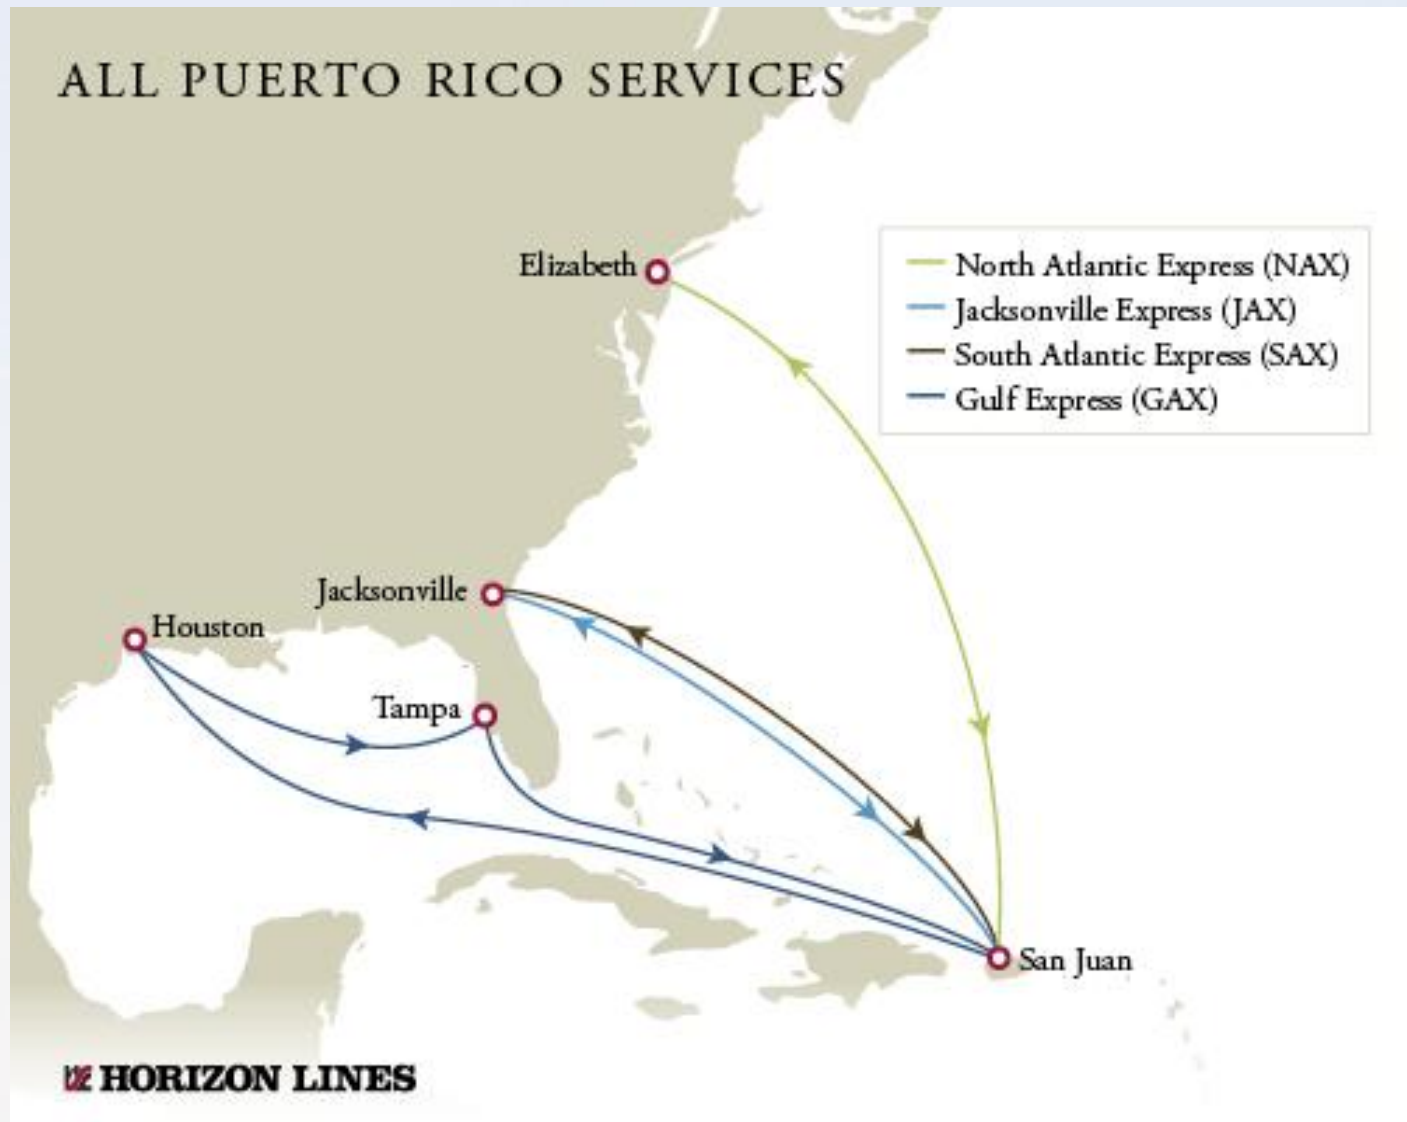 ALL PUERTO RICO SERVICES
Elizabeth
North Atlantic Express (NAX)
Jacksonville Express (JAX)
South Atlantic Express (SAX)
Gulf Express (GAX)
Jacksonville
Houston
Tampa
San Juan
HORIZON LINES